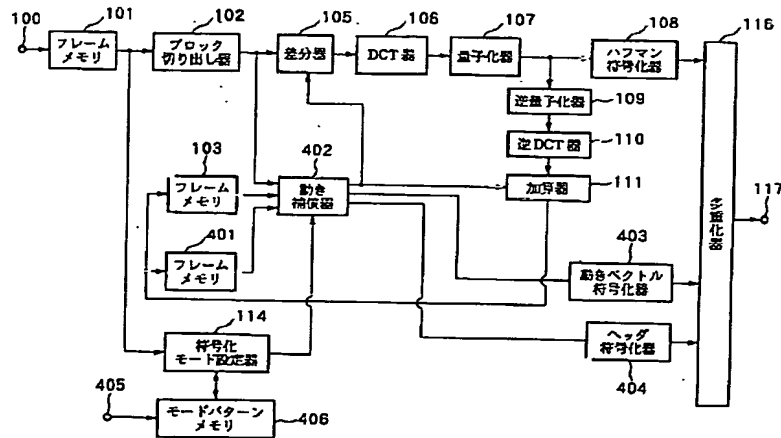 100
101
フレーム
メモリ
102
ブロック
切り出し器
105
差分器
106
DCT 器
107
量子化器
108
ハフマン
符号化器
116
多重化器
117
逆量子化器
109
逆DCT 器
110
加算器
111
103
フレーム
メモリ
402
動き
補償器
401
フレーム
メモリ
403
動きベクトル
符号化器
114
符号化
モード設定器
ヘッダ
符号化器
404
405
モードパターン
メモリ
406